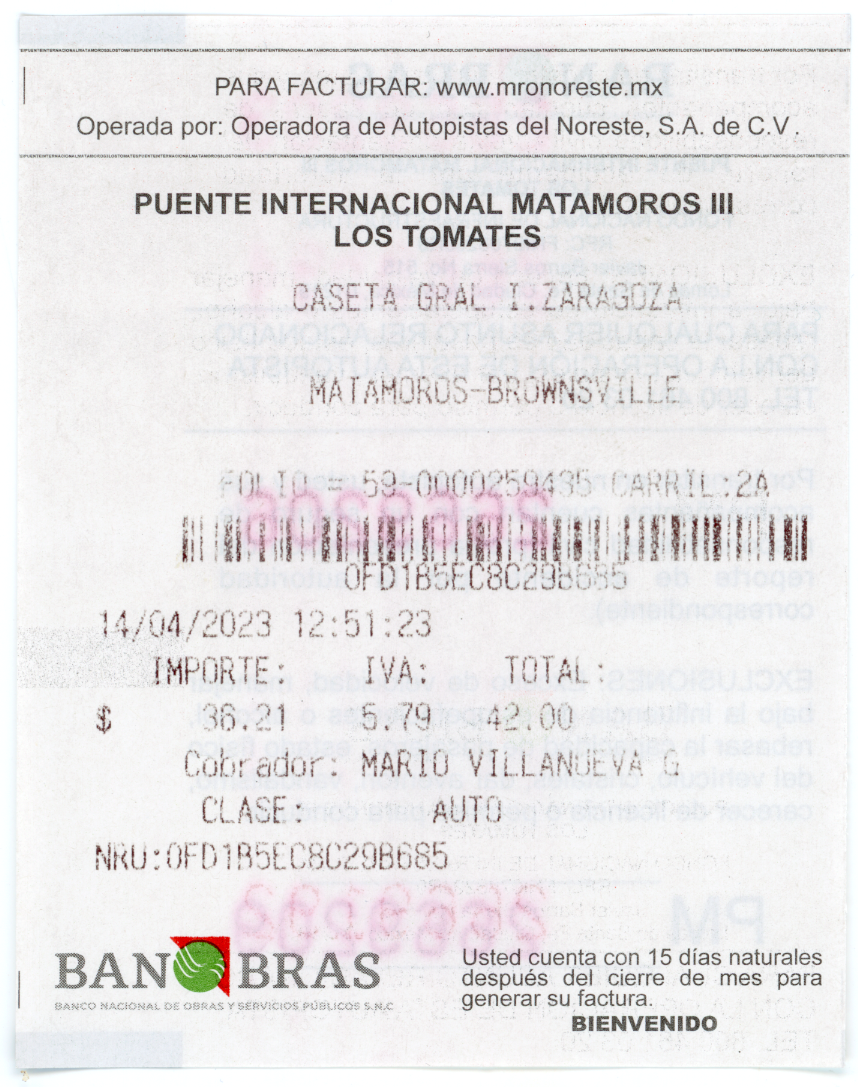 PARA FACTURAR: www.mronoreste.mx
Operada por: Operadora de Autopistas del Noreste, S.A. de C.V.
PUENTE INTERNACIONAL MATAMOROS III
LOS TOMATES
CASETA GRAL. I.ZARAGOZA
MATAMOROS-BROWNSVILLE
FOLIO = 53-0000259485 CARRIL:2A
0FD1B5EC8C29B685
14/04/2023 12:51:23
IMPORTE: IVA: TOTAL:
$ 36.21 5.79 42.00
Cobrador: MARIO VILLANUEVA G
CLASE: AUTO
NRU:0FD1B5EC8C29B685
BANOBRAS
BANCO NACIONAL DE OBRAS Y SERVICIOS PÚBLICOS S.N.C
Usted cuenta con 15 días naturales
después del cierre de mes para
generar su factura.
BIENVENIDO